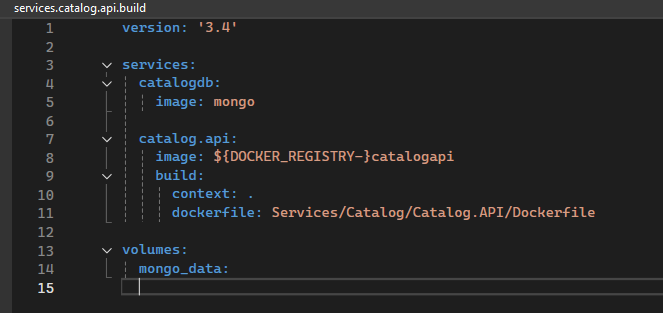 services.catalog.api.build
1 version: '3.4'
2
3 services:
4 catalogdb:
5 image: mongo
6
7 catalog.api:
8 image: ${DOCKER_REGISTRY-}catalogapi
9 build:
10 context: .
11 dockerfile: Services/Catalog/Catalog.API/Dockerfile
12
13 volumes:
14 mongo_data:
15